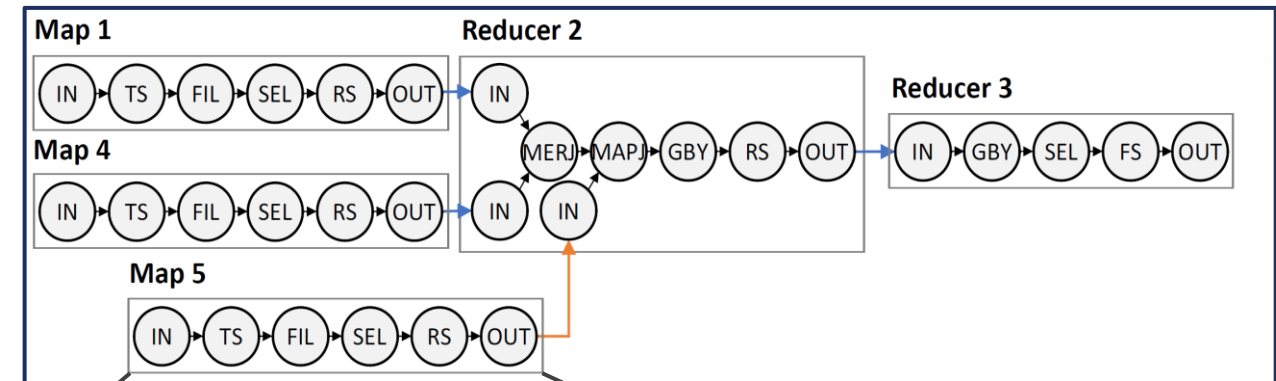 Map 1
IN TS FIL SEL RS OUT
Map 4
IN TS FIL SEL RS OUT
Map 5
IN TS FIL SEL RS OUT
Reducer 2
IN
MERJ MAPJ GBY RS OUT
IN IN
Reducer 3
IN GBY SEL FS OUT